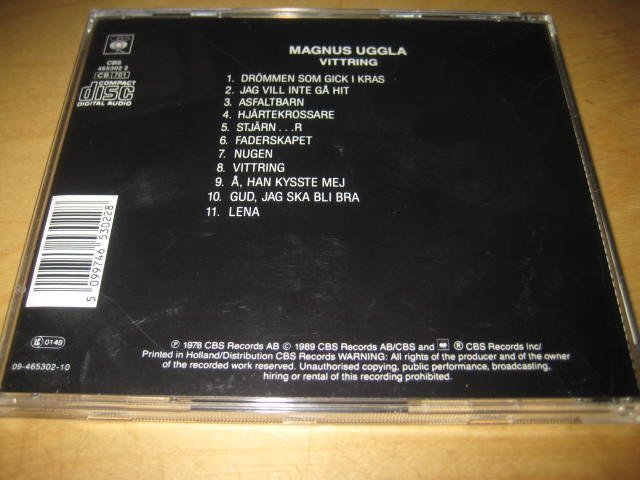 CBS
465302 2
CB 701
COMPACT
disc
DIGITAL AUDIO
MAGNUS UGGLA
VITTRING
1. DRÖMMEN SOM GICK I KRAS
2. JAG VILL INTE GÅ HIT
3. ASFALTBARN
4. HJÄRTEKROSSARE
5. STJÄRN...R
6. FADERSKAPET
7. NUGEN
8. VITTRING
9. Å, HAN KYSSTE MEJ
10. GUD, JAG SKA BLI BRA
11. LENA
5 099746 530228
LC 0149
09-465302-10
Ⓟ 1978 CBS Records AB © 1989 CBS Records AB/CBS and ® CBS Records inc/
Printed in Holland/Distribution CBS Records WARNING: All rights of the producer and of the owner
of the recorded work reserved. Unauthorised copying, public performance, broadcasting,
hiring or rental of this recording prohibited.